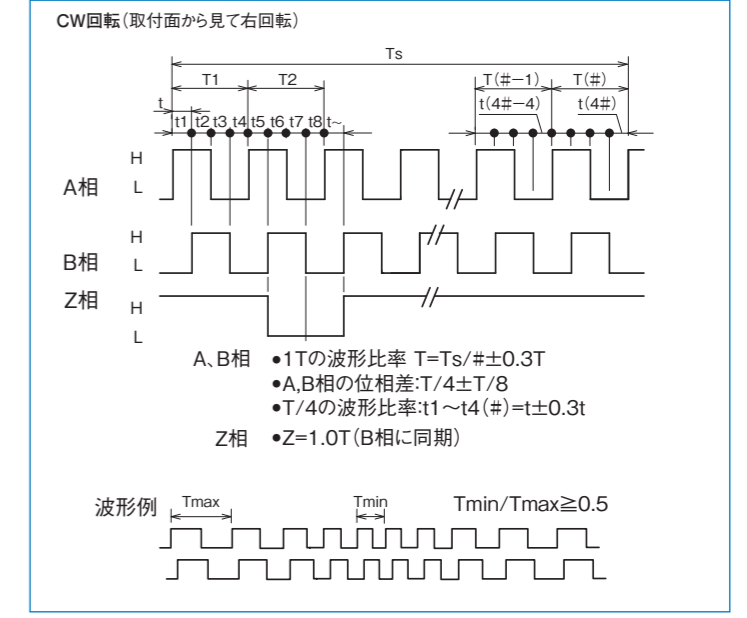 CW回転(取付面から見て右回転)
Ts
T1 T2 T(#−1) T(#)
t t(4#−4) t(4#)
t1 t2 t3 t4 t5 t6 t7 t8 t〜
H
A相 L
H
B相 L
Z相 H
L
A、B相 ●1Tの波形比率 T=Ts/#±0.3T
●A,B相の位相差:T/4±T/8
●T/4の波形比率:t1〜t4(#)=t±0.3t
Z相 ●Z=1.0T(B相に同期)
波形例 Tmax Tmin Tmin/Tmax≧0.5